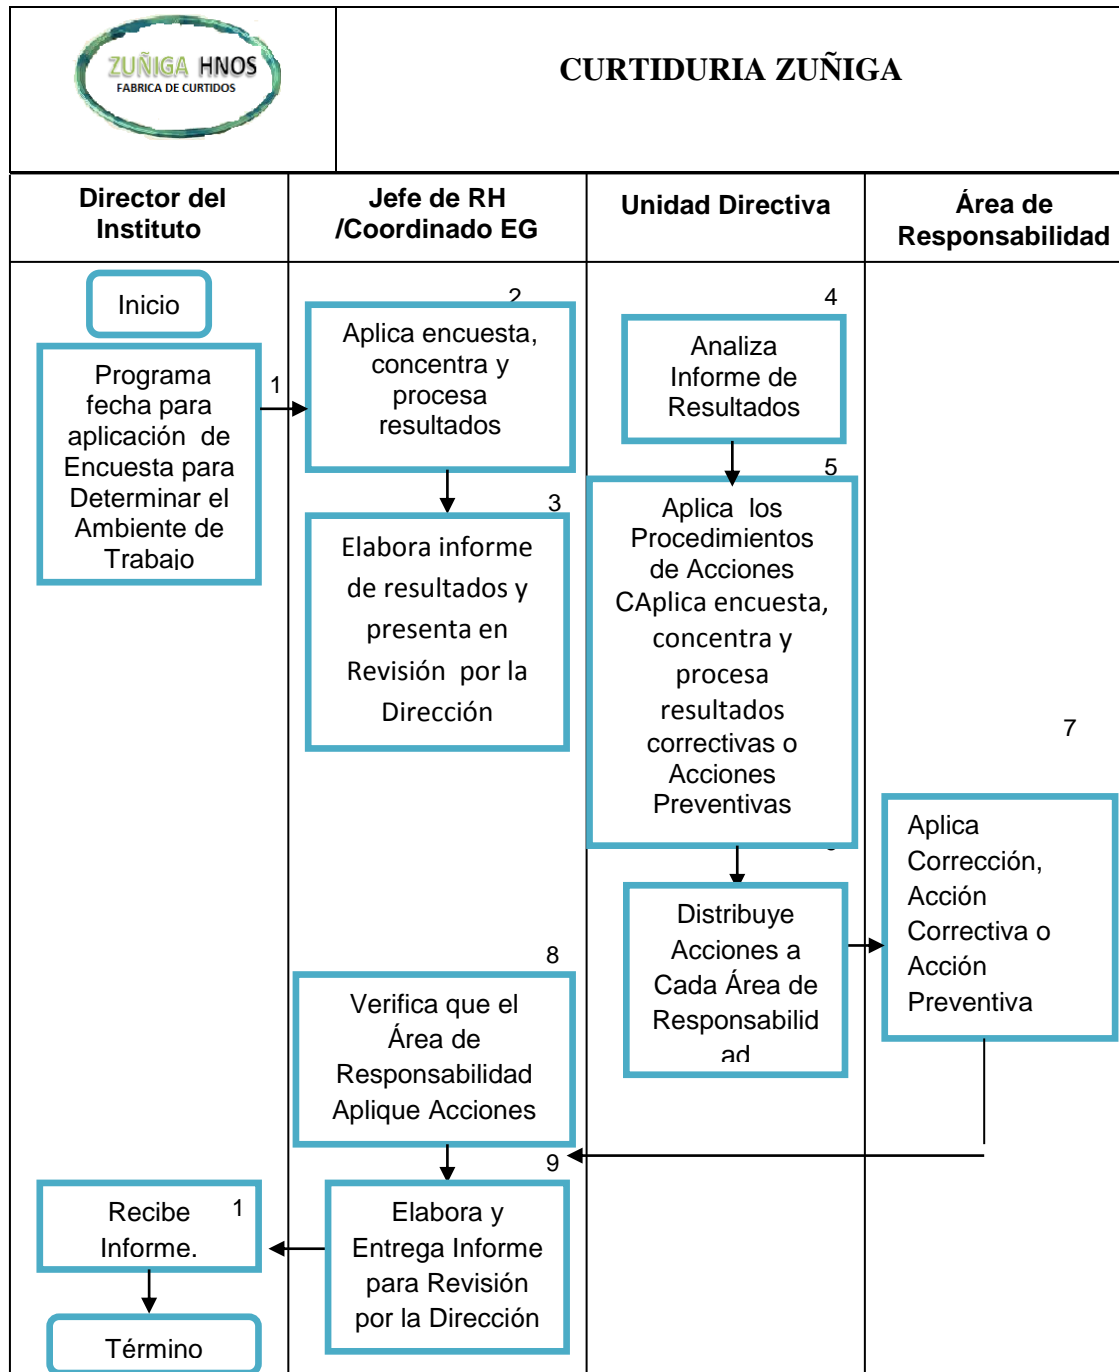 ZUÑIGA HNOS
FABRICA DE CURTIDOS
CURTIDURIA ZUÑIGA
Director del
Instituto
Jefe de RH
/Coordinado EG
Unidad Directiva
Área de
Responsabilidad
Inicio
Programa
fecha para
aplicación de
Encuesta para
Determinar el
Ambiente de
Trabajo
1
2
Aplica encuesta,
concentra y
procesa
resultados
3
Elabora informe
de resultados y
presenta en
Revisión por la
Dirección
4
Analiza
Informe de
Resultados
5
Aplica los
Procedimientos
de Acciones
CAplica encuesta,
concentra y
procesa
resultados
correctivas o
Acciones
Preventivas
Distribuye
Acciones a
Cada Área de
Responsabilid
ad
7
Aplica
Corrección,
Acción
Correctiva o
Acción
Preventiva
8
Verifica que el
Área de
Responsabilidad
Aplique Acciones
9
Elabora y
Entrega Informe
para Revisión
por la Dirección
1
Recibe
Informe.
Término